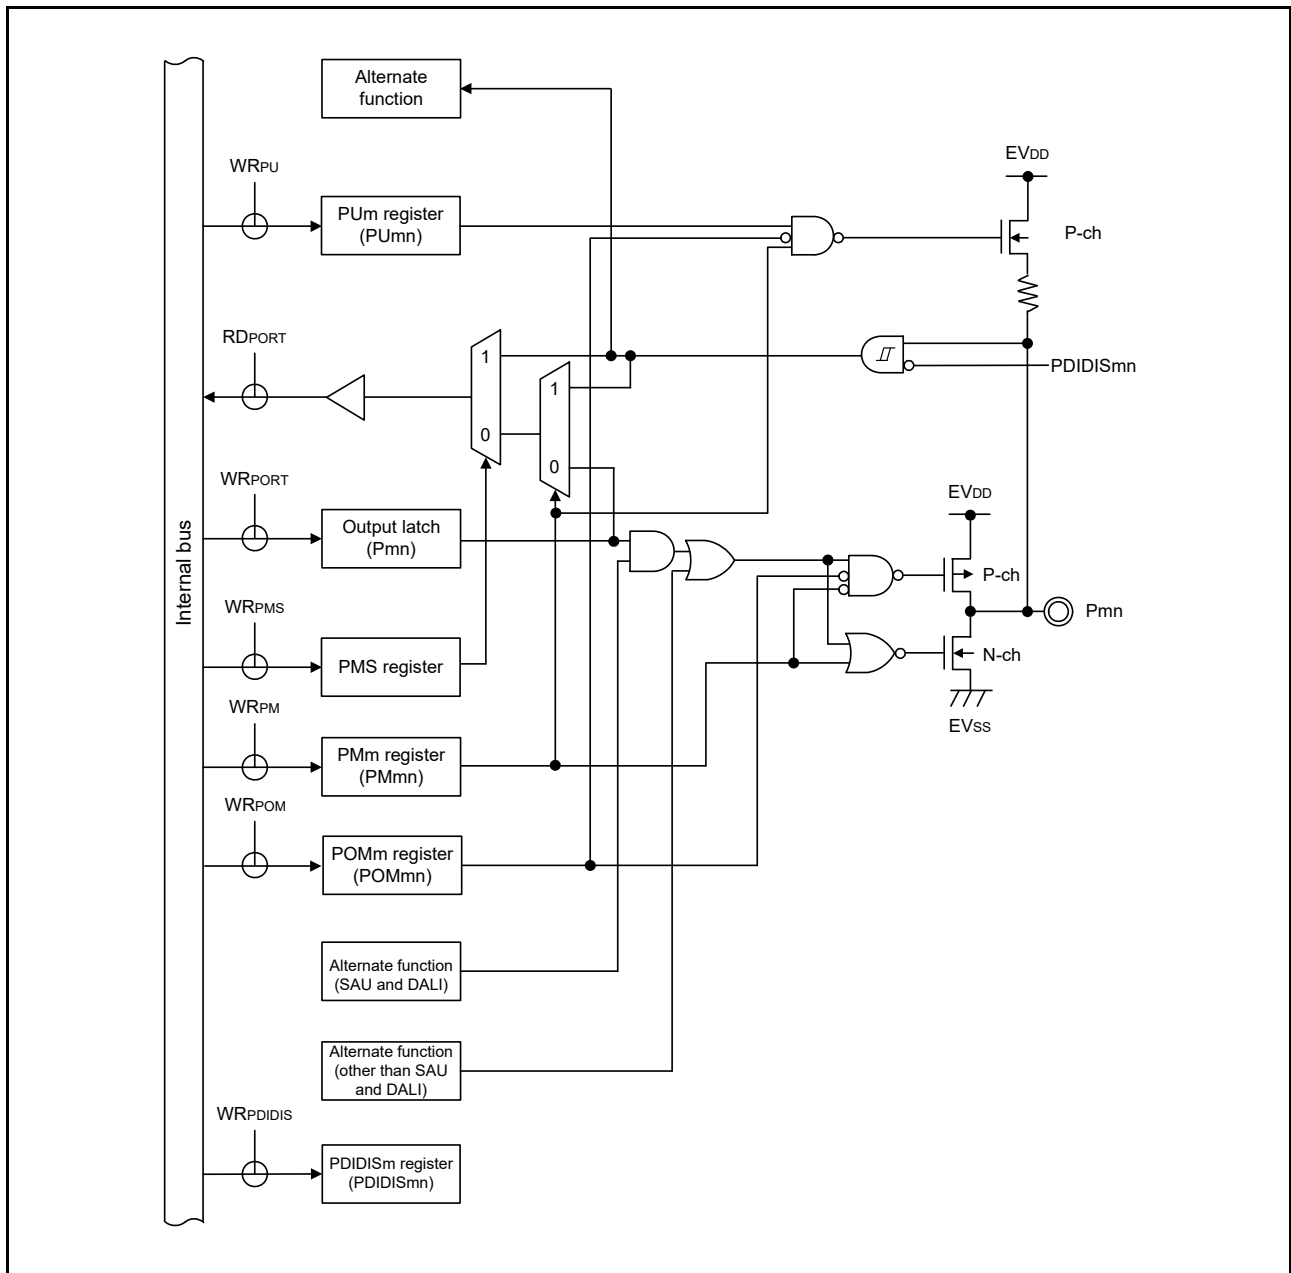 Alternate
function
WRPU
EVDD
PUm register
(PUmn)
P-ch
RDPORT
1
PDIDISmn
1
0
0
WRPORT
EVDD
Output latch
(Pmn)
P-ch
Internal bus
WRPMS
Pmn
PMS register
N-ch
WRPM
EVSS
PMm register
(PMmn)
WRPOM
POMm register
(POMmn)
Alternate function
(SAU and DALI)
Alternate function
(other than SAU
and DALI)
WRPDIDIS
PDIDISm register
(PDIDISmn)